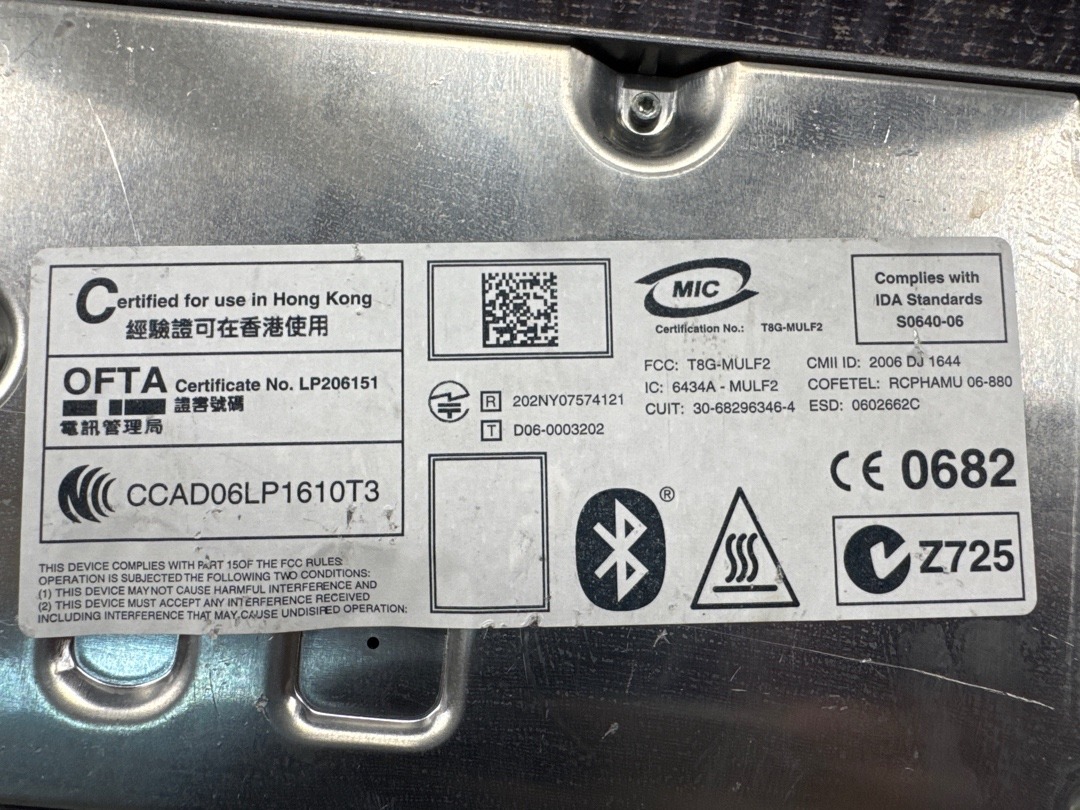 Certified for use in Hong Kong
經驗證可在香港使用
OFTA Certificate No. LP206151
證書號碼
電訊管理局
CCAD06LP1610T3
THIS DEVICE COMPLIES WITH PART 15OF THE FCC RULES:
OPERATION IS SUBJECTED THE FOLLOWING TWO CONDITIONS:
(1) THIS DEVICE MAY NOT CAUSE HARMFUL INTERFERENCE AND
(2) THIS DEVICE MUST ACCEPT ANY INTERFERENCE RECEIVED
INCLUDING INTERFERENCE THAT MAY CAUSE UNDISIRED OPERATION:
R 202NY07574121
T D06-0003202
MIC
Certification No.: T8G-MULF2
Complies with
IDA Standards
S0640-06
FCC: T8G-MULF2 CMII ID: 2006 DJ 1644
IC: 6434A - MULF2 COFETEL: RCPHAMU 06-880
CUIT: 30-68296346-4 ESD: 0602662C
CE 0682
®
Z725